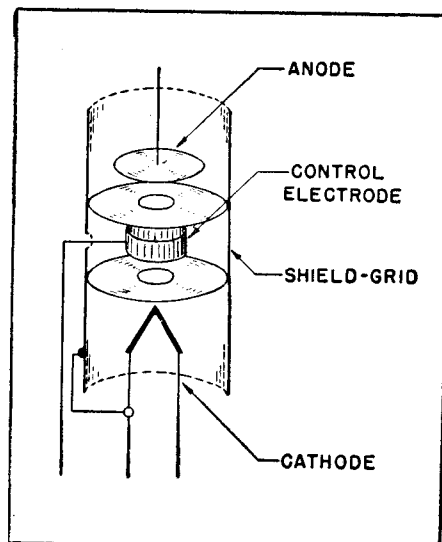 ANODE
CONTROL
ELECTRODE
SHIELD-GRID
CATHODE